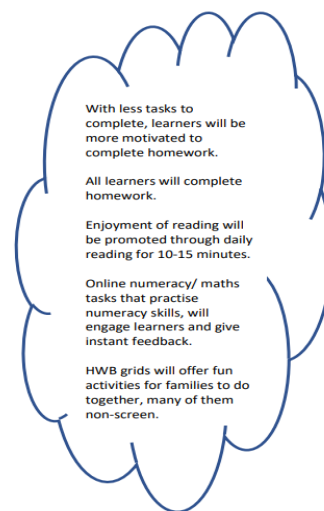 With less tasks to
complete, learners will be
more motivated to
complete homework.
All learners will complete
homework.
Enjoyment of reading will
be promoted through daily
reading for 10-15 minutes.
Online numeracy/ maths
tasks that practise
numeracy skills, will
engage learners and give
instant feedback.
HWB grids will offer fun
activities for families to do
together, many of them
non-screen.